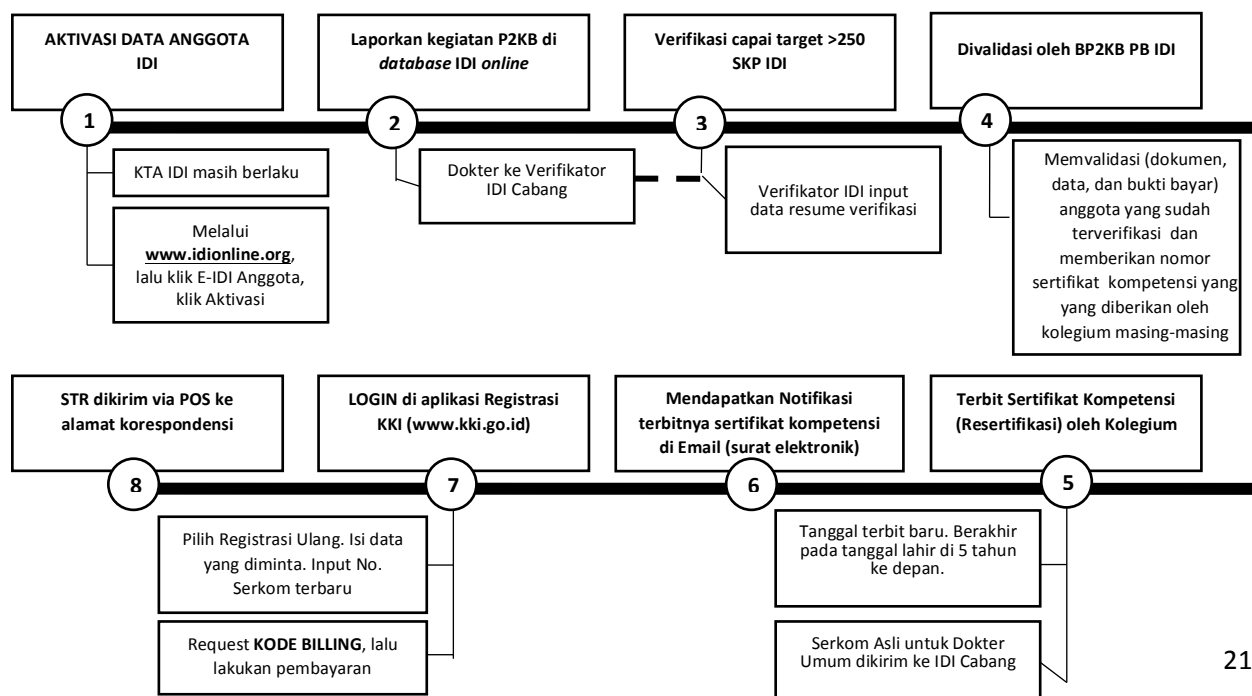 AKTIVASI DATA ANGGOTA
IDI
1
KTA IDI masih berlaku
Melalui
www.idionline.org,
lalu klik E-IDI Anggota,
klik Aktivasi
Laporkan kegiatan P2KB di
database IDI online
2
Dokter ke Verifikator
IDI Cabang
Verifikasi capai target >250
SKP IDI
3
Verifikator IDI input
data resume verifikasi
Divalidasi oleh BP2KB PB IDI
4
Memvalidasi (dokumen,
data, dan bukti bayar)
anggota yang sudah
terverifikasi dan
memberikan nomor
sertifikat kompetensi yang
yang diberikan oleh
kolegium masing-masing
STR dikirim via POS ke
alamat korespondensi
8
LOGIN di aplikasi Registrasi
KKI (www.kki.go.id)
7
Pilih Registrasi Ulang. Isi data
yang diminta. Input No.
Serkom terbaru
Request KODE BILLING, lalu
lakukan pembayaran
Mendapatkan Notifikasi
terbitnya sertifikat kompetensi
di Email (surat elektronik)
6
Terbit Sertifikat Kompetensi
(Resertifikasi) oleh Kolegium
5
Tanggal terbit baru. Berakhir
pada tanggal lahir di 5 tahun
ke depan.
Serkom Asli untuk Dokter
Umum dikirim ke IDI Cabang
21